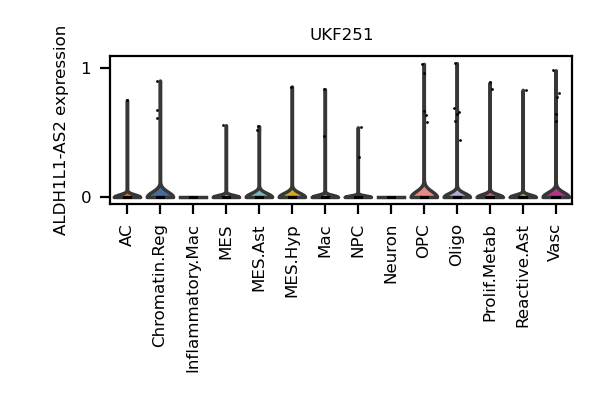 UKF251
ALDH1L1-AS2 expression
1
0
AC
Chromatin.Reg
Inflammatory.Mac
MES
MES.Ast
MES.Hyp
Mac
NPC
Neuron
OPC
Oligo
Prolif.Metab
Reactive.Ast
Vasc